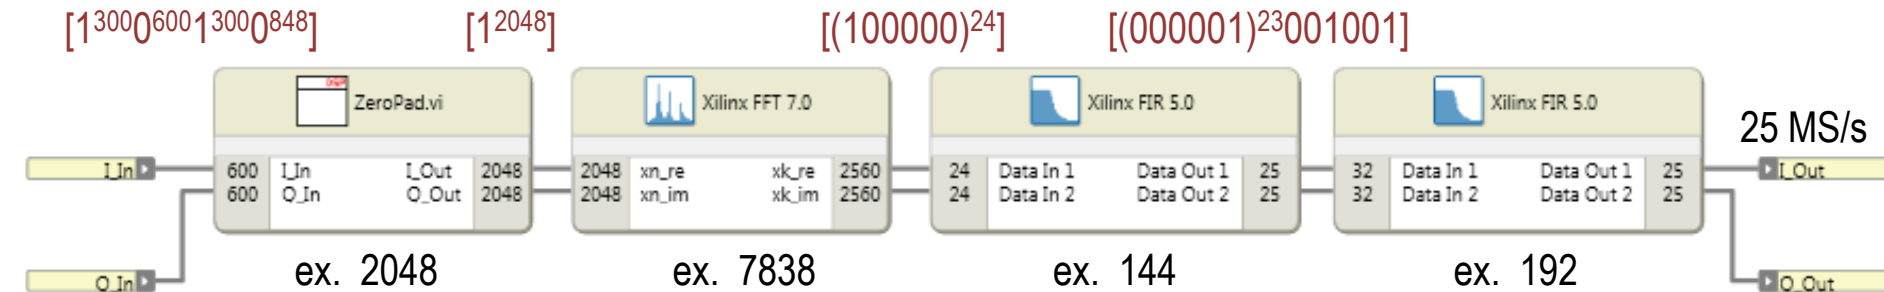 [1³⁰⁰0⁶⁰⁰1³⁰⁰0⁸⁴⁸] [1²⁰⁴⁸] [(100000)²⁴] [(000001)²³001001]
ZeroPad.vi Xilinx FFT 7.0 Xilinx FIR 5.0 Xilinx FIR 5.0
25 MS/s
I_In 600 I_In I_Out 2048 2048 xn_re xk_re 2560 24 Data In 1 Data Out 1 25 32 Data In 1 Data Out 1 25 I_Out
600 Q_In Q_Out 2048 2048 xn_im xk_im 2560 24 Data In 2 Data Out 2 25 32 Data In 2 Data Out 2 25
Q_In ex. 2048 ex. 7838 ex. 144 ex. 192 Q_Out